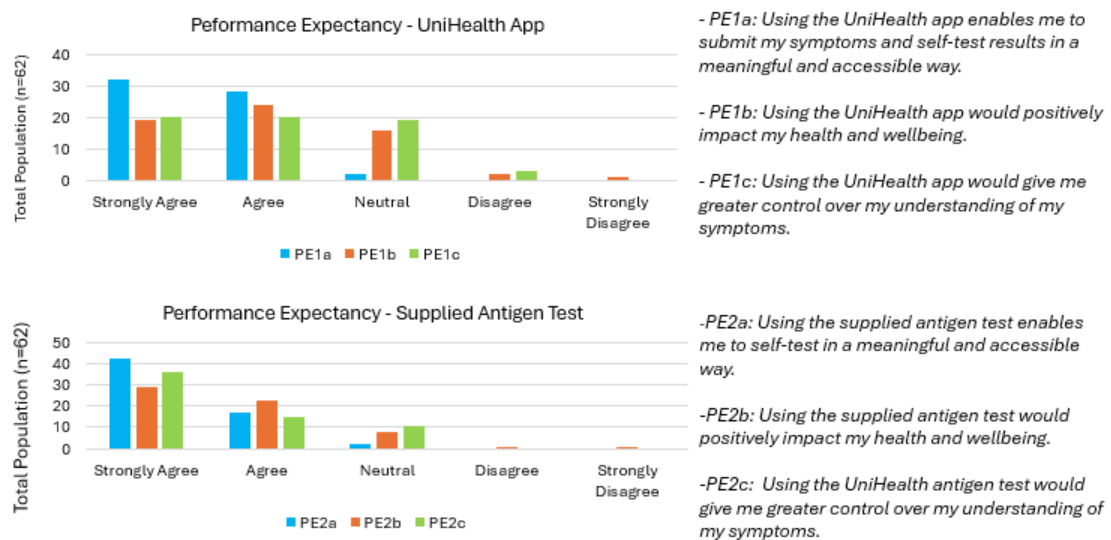 Peformance Expectancy - UniHealth App
Total Population (n=62)
40
30
20
10
0
Strongly Agree
Agree
Neutral
Disagree
Strongly
Disagree
PE1a
PE1b
PE1c
- PE1a: Using the UniHealth app enables me to
submit my symptoms and self-test results in a
meaningful and accessible way.
- PE1b: Using the UniHealth app would positively
impact my health and wellbeing.
- PE1c: Using the UniHealth app would give me
greater control over my understanding of my
symptoms.
Performance Expectancy - Supplied Antigen Test
Total Population (n=62)
50
40
30
20
10
0
Strongly Agree
Agree
Neutral
Disagree
Strongly
Disagree
PE2a
PE2b
PE2c
-PE2a: Using the supplied antigen test enables
me to self-test in a meaningful and accessible
way.
-PE2b: Using the supplied antigen test would
positively impact my health and wellbeing.
-PE2c: Using the UniHealth antigen test would
give me greater control over my understanding of
my symptoms.